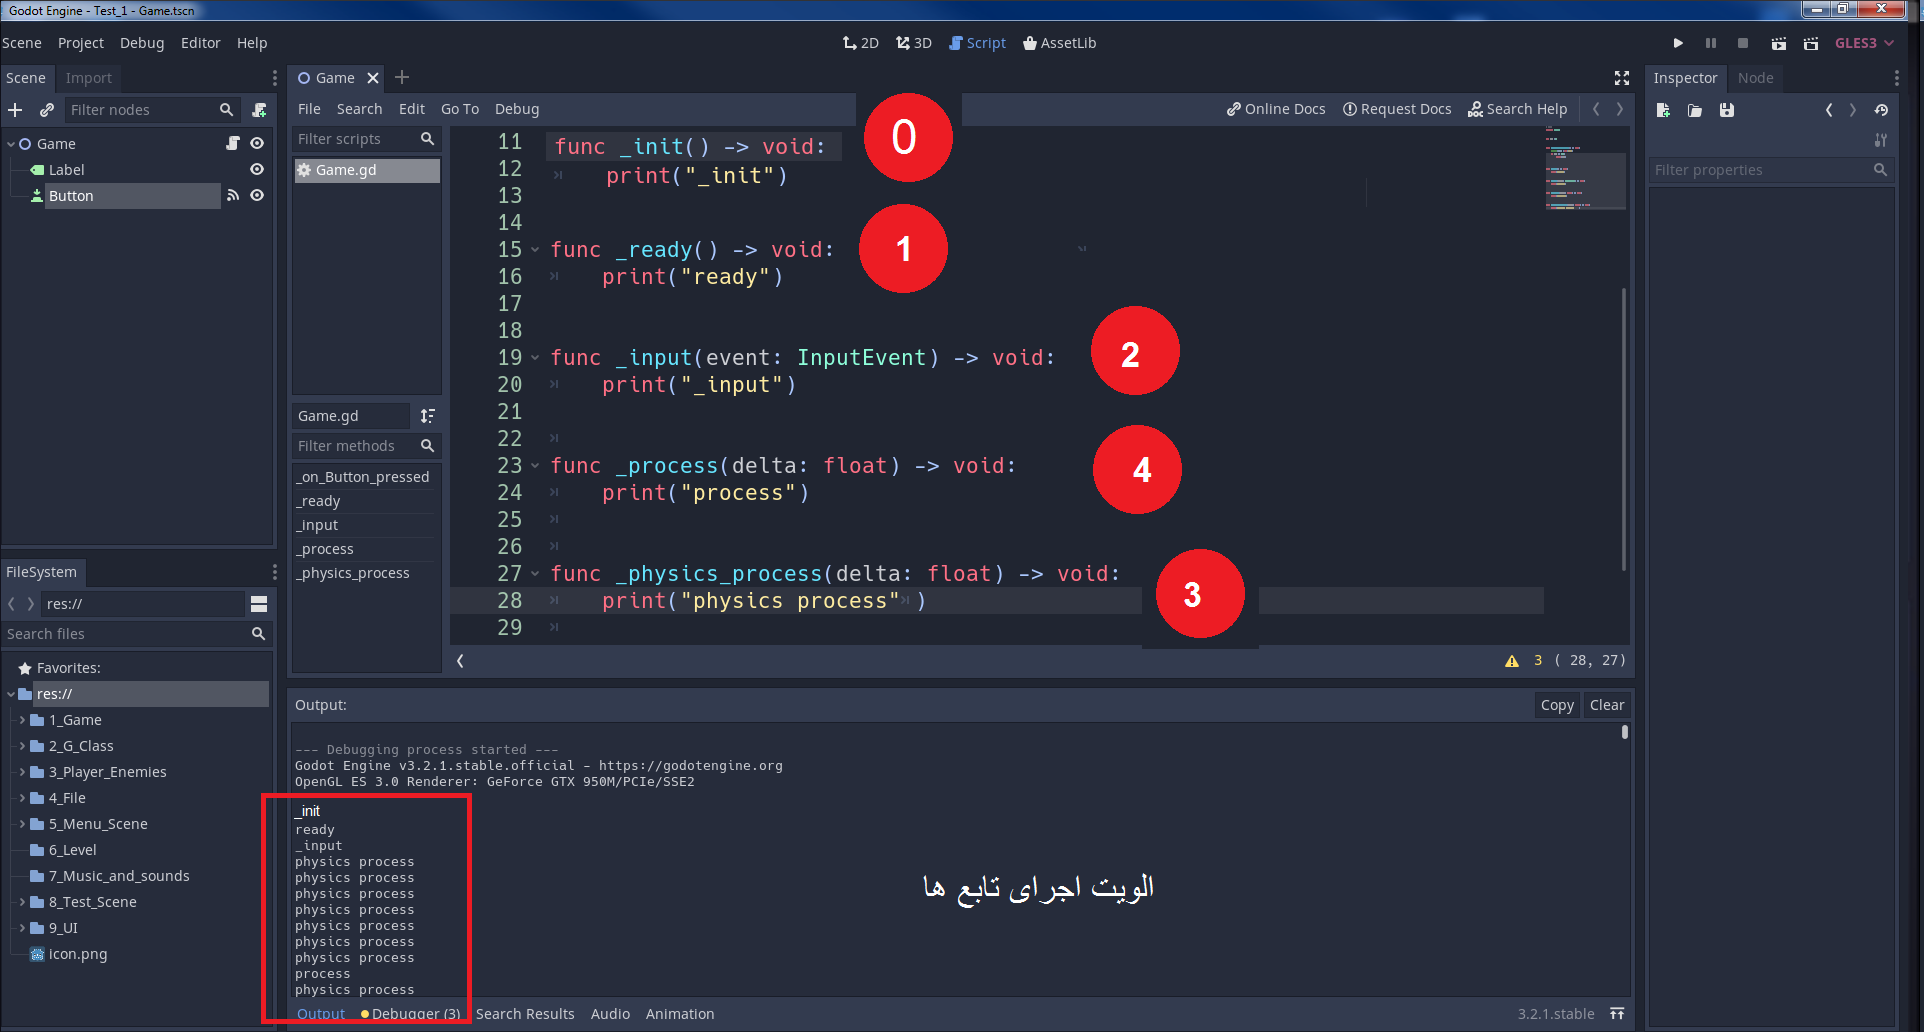 Godot Engine - Test_1 - Game.tscn
Scene Project Debug Editor Help
2D 3D Script AssetLib
GLES3
Scene Import
Filter nodes
Game
Label
Button
FileSystem
res://
Search files
Favorites:
res://
1_Game
2_G_Class
3_Player_Enemies
4_File
5_Menu_Scene
6_Level
7_Music_and_sounds
8_Test_Scene
9_UI
icon.png
Game
File Search Edit Go To Debug
Online Docs Request Docs Search Help
Filter scripts
Game.gd
Game.gd
Filter methods
_on_Button_pressed
_ready
_input
_process
_physics_process
11 func _init() -> void: 0
12 print("_init")
13
14
15 func _ready() -> void: 1
16 print("ready")
17
18
19 func _input(event: InputEvent) -> void: 2
20 print("_input")
21
22
23 func _process(delta: float) -> void: 4
24 print("process")
25
26
27 func _physics_process(delta: float) -> void: 3
28 print("physics process" )
29
3 ( 28, 27)
Output:
Copy Clear
--- Debugging process started ---
Godot Engine v3.2.1.stable.official - https://godotengine.org
OpenGL ES 3.0 Renderer: GeForce GTX 950M/PCIe/SSE2
_init
ready
_input
physics process
physics process
physics process
physics process
physics process
physics process
physics process
process
physics process
الویت اجرای تابع ها
Output Debugger (3) Search Results Audio Animation
3.2.1.stable
Inspector Node
Filter properties